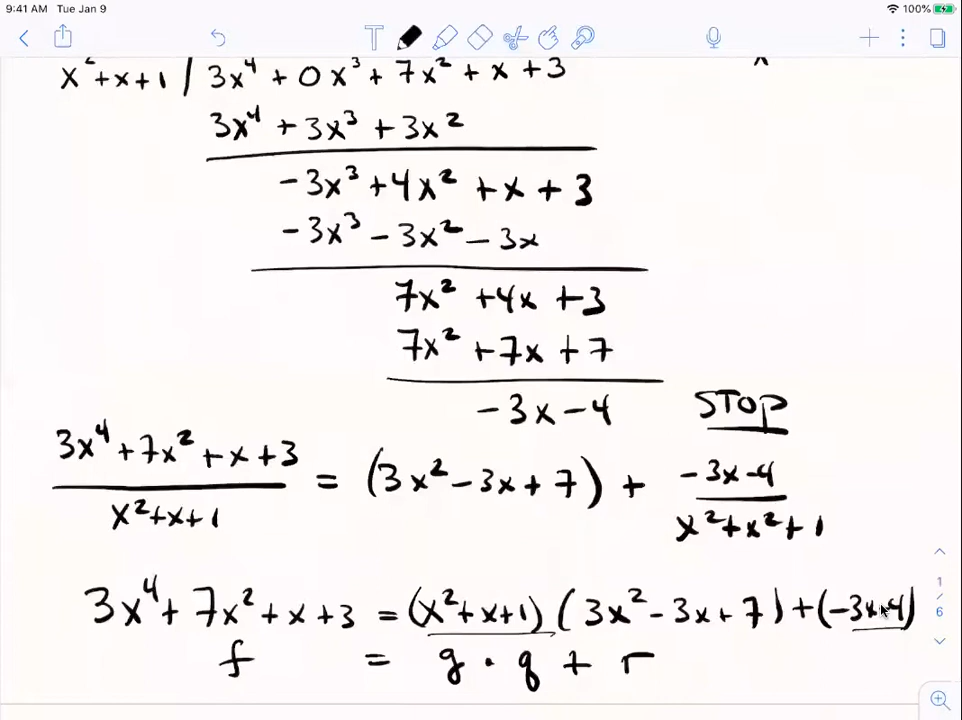 9:41 AM Tue Jan 9 100%
x²+x+1 / 3x⁴ + 0x³ + 7x² + x + 3
3x⁴ + 3x³ + 3x²
-3x³ + 4x² + x + 3
-3x³ - 3x² - 3x
7x² + 4x + 3
7x² + 7x + 7
-3x - 4 STOP
(3x⁴ + 7x² + x + 3)/(x² + x + 1) = (3x² - 3x + 7) + (-3x-4)/(x² + x² + 1)
1
/
6
3x⁴ + 7x² + x + 3 = (x² + x + 1)(3x² - 3x + 7) + (-3x-4)
f = g · q + r